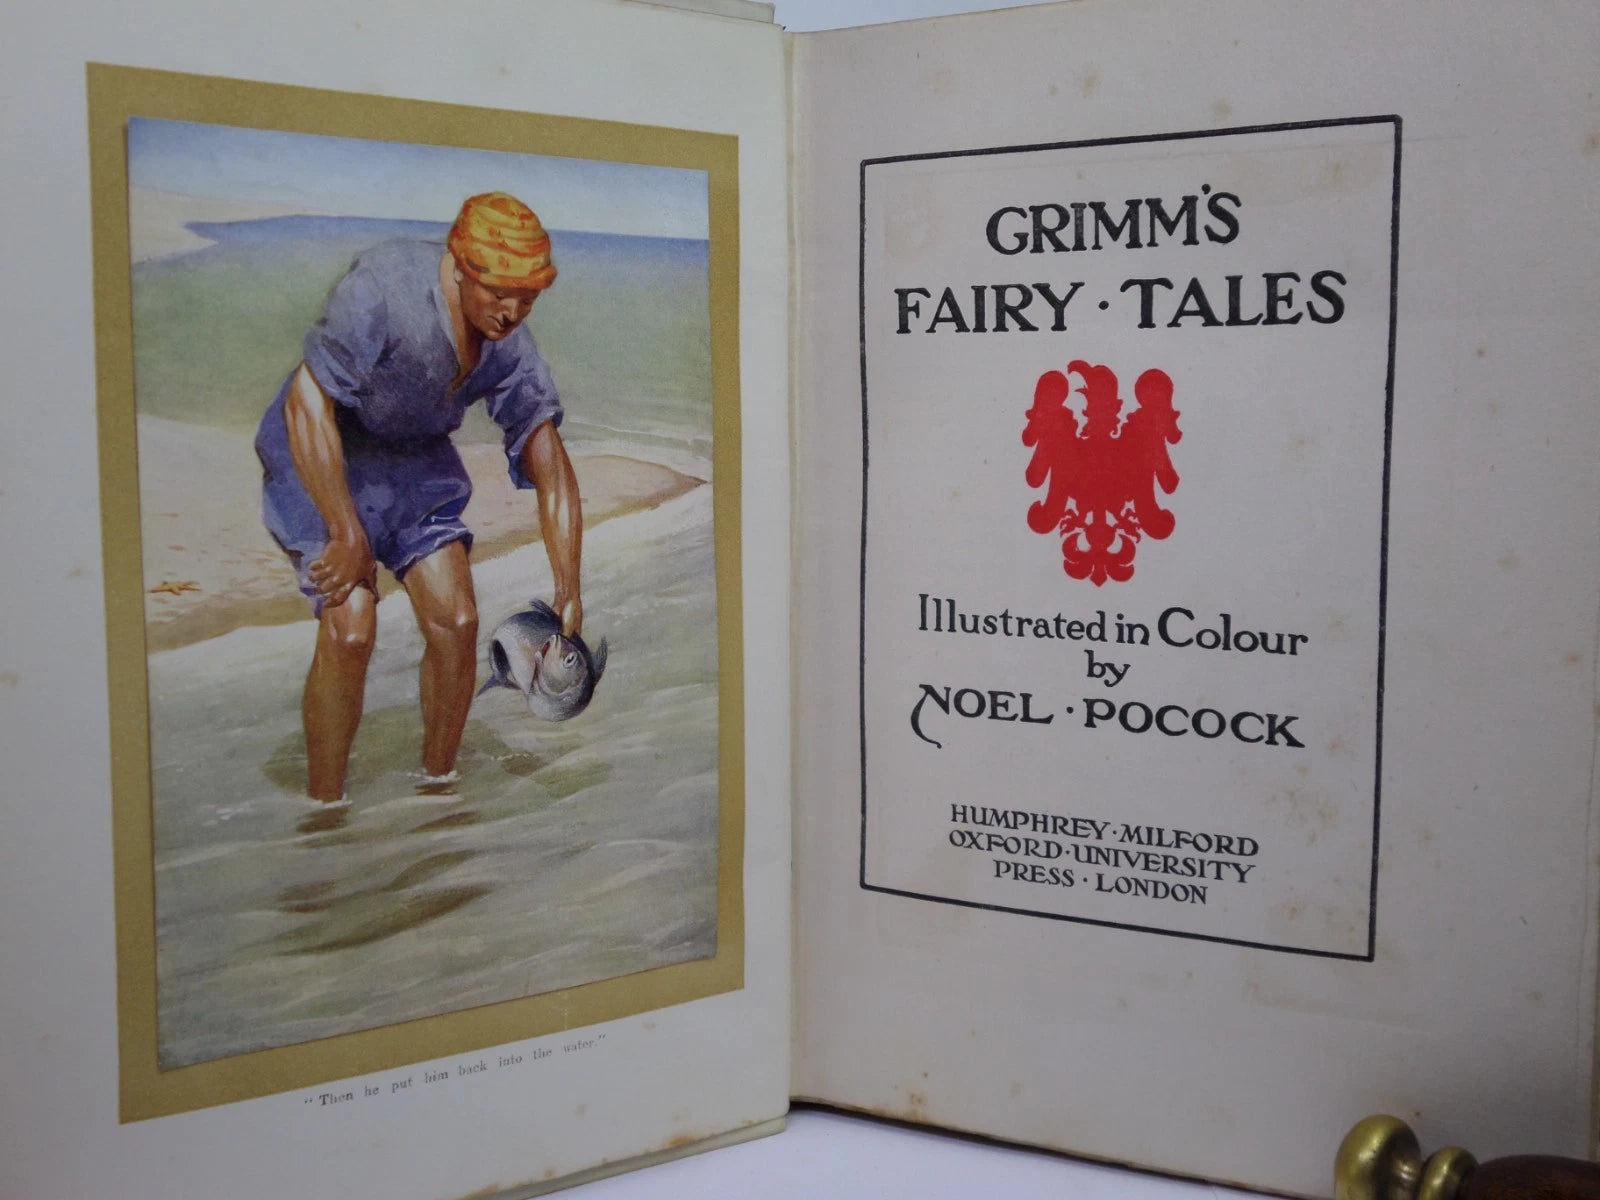 "Then he put him back into the water."
GRIMM'S
FAIRY · TALES
Illustrated in Colour
by
NOEL · POCOCK
HUMPHREY · MILFORD
OXFORD · UNIVERSITY
PRESS · LONDON